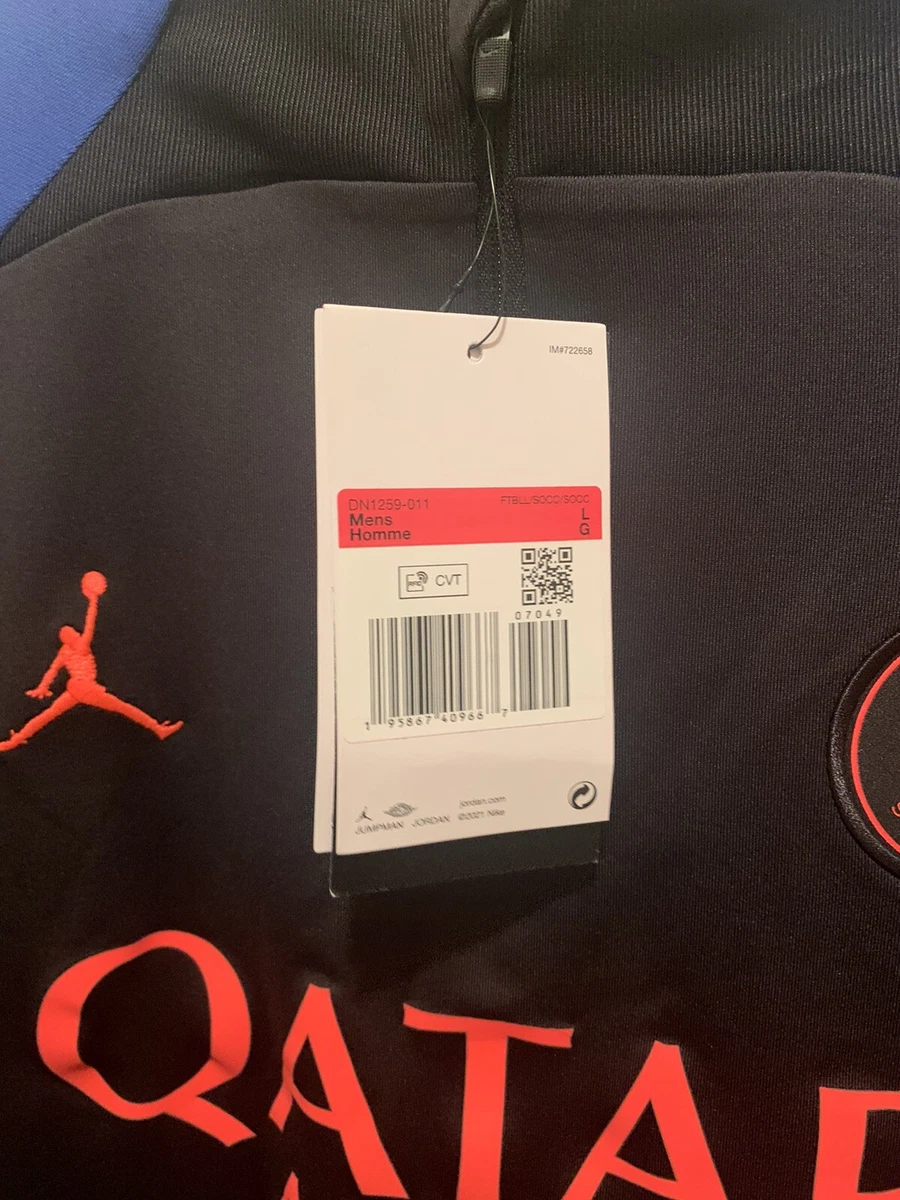 IM#722658
DN1259-011 FTBLL/SOCC/SOCC
Mens L
Homme G
RFID CVT
07049
1 95867 40966 7
jordan.com
JUMPMAN JORDAN ©2021 Nike
QATAR